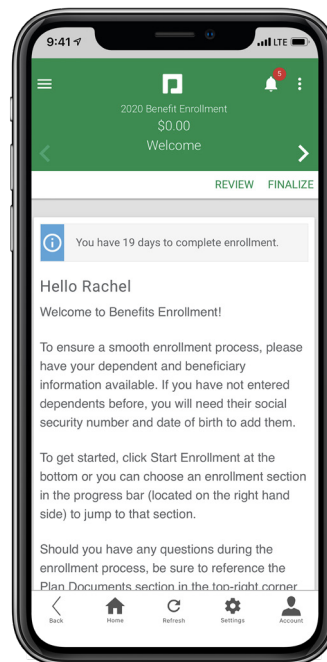 9:41
LTE
5
2020 Benefit Enrollment
$0.00
Welcome
REVIEW FINALIZE
You have 19 days to complete enrollment.
Hello Rachel
Welcome to Benefits Enrollment!
To ensure a smooth enrollment process, please
have your dependent and beneficiary
information available. If you have not entered
dependents before, you will need their social
security number and date of birth to add them.
To get started, click Start Enrollment at the
bottom or you can choose an enrollment section
in the progress bar (located on the right hand
side) to jump to that section.
Should you have any questions during the
enrollment process, be sure to reference the
Plan Documents section in the top-right corner
Back Home Refresh Settings Account